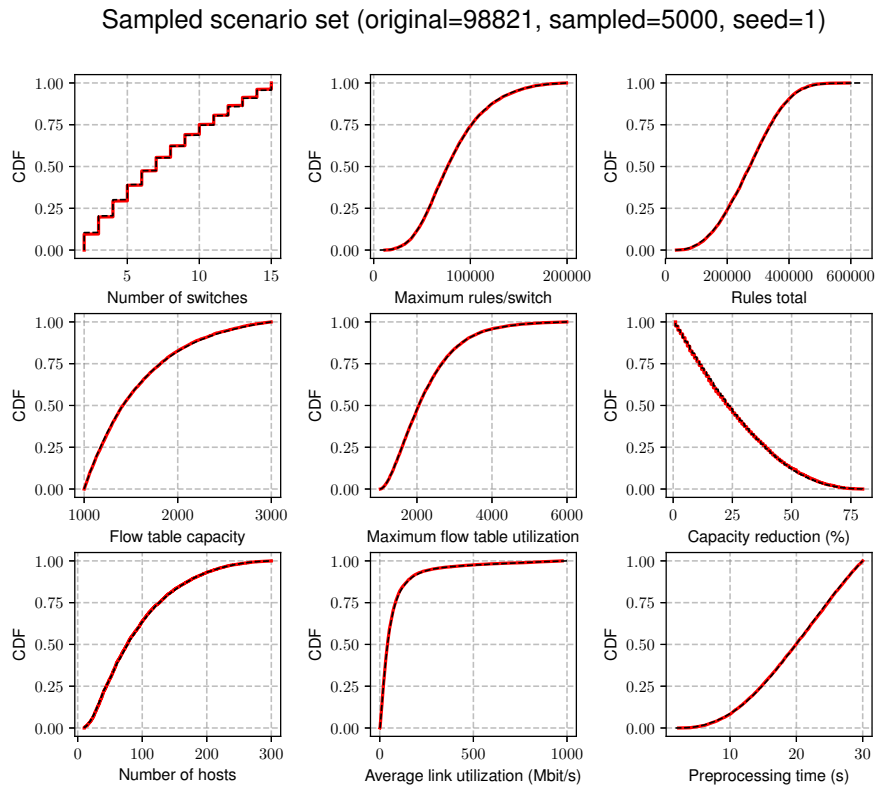 Sampled scenario set (original=98821, sampled=5000, seed=1)
CDF
1.00
0.75
0.50
0.25
0.00
5 10 15
Number of switches
CDF
1.00
0.75
0.50
0.25
0.00
0 100000 200000
Maximum rules/switch
CDF
1.00
0.75
0.50
0.25
0.00
0 200000 400000 600000
Rules total
CDF
1.00
0.75
0.50
0.25
0.00
1000 2000 3000
Flow table capacity
CDF
1.00
0.75
0.50
0.25
0.00
2000 4000 6000
Maximum flow table utilization
CDF
1.00
0.75
0.50
0.25
0.00
0 25 50 75
Capacity reduction (%)
CDF
1.00
0.75
0.50
0.25
0.00
0 100 200 300
Number of hosts
CDF
1.00
0.75
0.50
0.25
0.00
0 500 1000
Average link utilization (Mbit/s)
CDF
1.00
0.75
0.50
0.25
0.00
10 20 30
Preprocessing time (s)